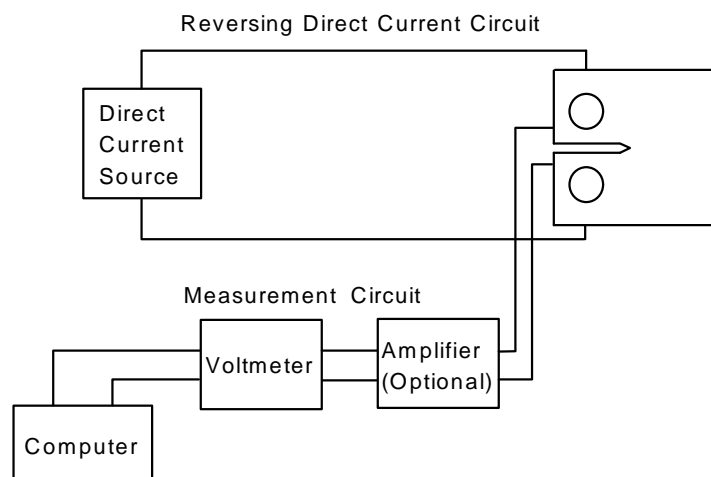 Reversing Direct Current Circuit
Direct
Current
Source
Measurement Circuit
Voltmeter
Amplifier
(Optional)
Computer